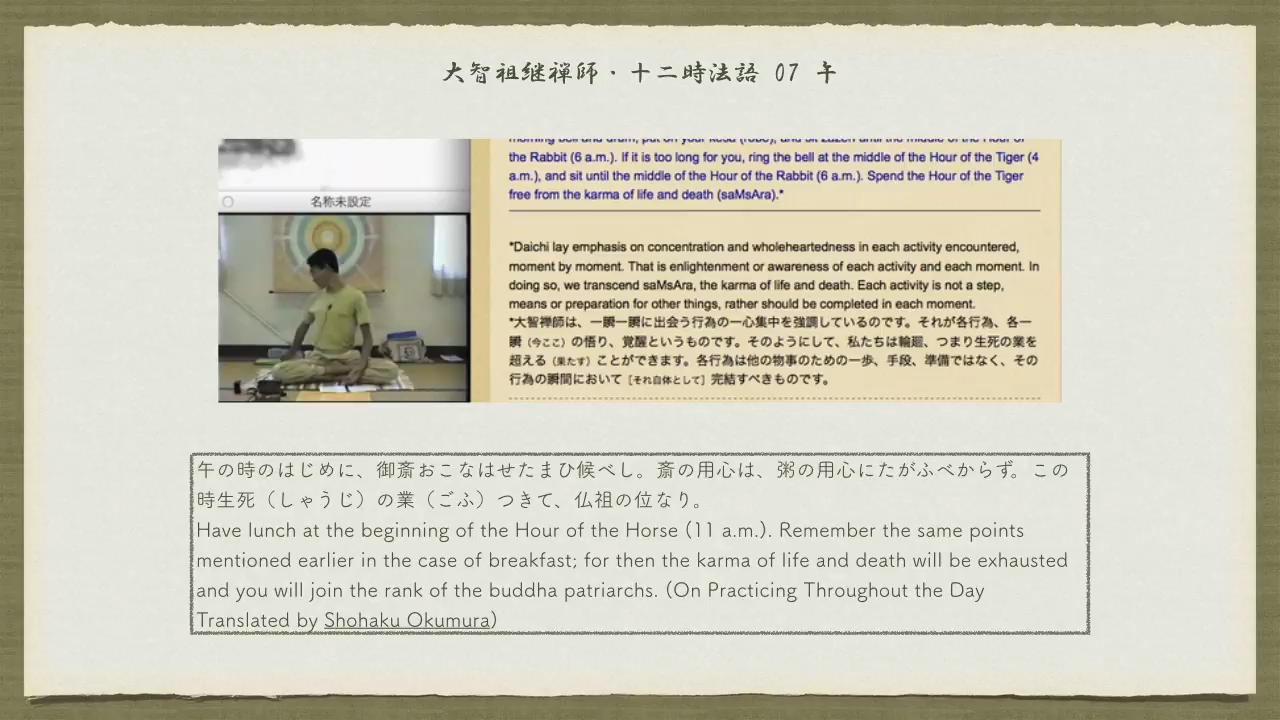 大智祖継禅師・十二時法語 07 午
morning bell and drum, put on your kesa (robe), and sit zazen until the middle of the Hour of
the Rabbit (6 a.m.). If it is too long for you, ring the bell at the middle of the Hour of the Tiger (4
a.m.), and sit until the middle of the Hour of the Rabbit (6 a.m.). Spend the Hour of the Tiger
free from the karma of life and death (saMsAra).*
名称未設定
*Daichi lay emphasis on concentration and wholeheartedness in each activity encountered,
moment by moment. That is enlightenment or awareness of each activity and each moment. In
doing so, we transcend saMsAra, the karma of life and death. Each activity is not a step,
means or preparation for other things, rather should be completed in each moment.
*大智禅師は、一瞬一瞬に出会う行為の一心集中を強調しているのです。それが各行為、各一
瞬（今ここ）の悟り、覚醒というものです。そのようにして、私たちは輪廻、つまり生死の業を
超える（果たす）ことができます。各行為は他の物事のための一歩、手段、準備ではなく、その
行為の瞬間において［それ自体として］完結すべきものです。
午の時のはじめに、御斎おこなはせたまひ候べし。斎の用心は、粥の用心にたがふべからず。この
時生死（しゃうじ）の業（ごふ）つきて、仏祖の位なり。
Have lunch at the beginning of the Hour of the Horse (11 a.m.). Remember the same points
mentioned earlier in the case of breakfast; for then the karma of life and death will be exhausted
and you will join the rank of the buddha patriarchs. (On Practicing Throughout the Day
Translated by Shohaku Okumura)